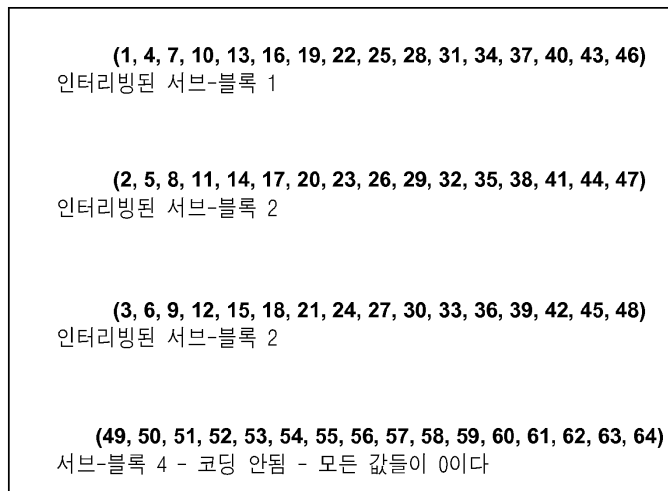 (1, 4, 7, 10, 13, 16, 19, 22, 25, 28, 31, 34, 37, 40, 43, 46)
인터리빙된 서브-블록 1
(2, 5, 8, 11, 14, 17, 20, 23, 26, 29, 32, 35, 38, 41, 44, 47)
인터리빙된 서브-블록 2
(3, 6, 9, 12, 15, 18, 21, 24, 27, 30, 33, 36, 39, 42, 45, 48)
인터리빙된 서브-블록 2
(49, 50, 51, 52, 53, 54, 55, 56, 57, 58, 59, 60, 61, 62, 63, 64)
서브-블록 4 - 코딩 안됨 - 모든 값들이 0이다